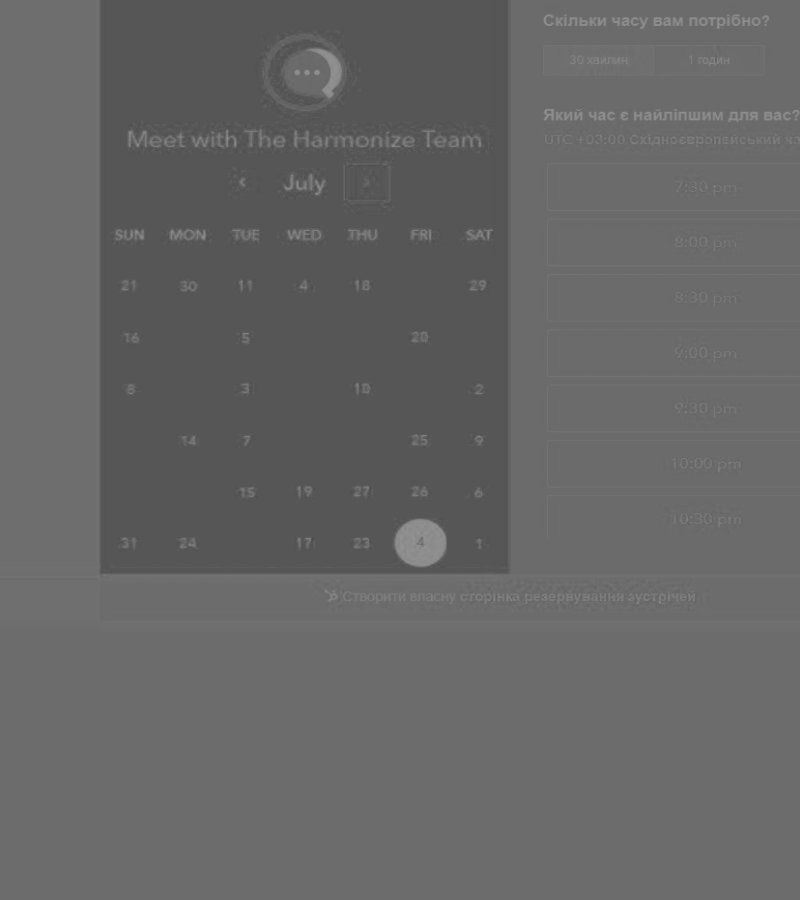 Meet with The Harmonize Team
July
SUN MON TUE WED THU FRI SAT
21 30 11 4 18 29
16 5 20
8 3 10 2
14 7 25 9
15 19 27 26 6
31 24 17 23 4 1
Скільки часу вам потрібно?
30 хвилин 1 годин
Який час є найліпшим для вас?
UTC +03:00 Східноєвропейський
7:30 pm
8:00 pm
8:30 pm
9:00 pm
9:30 pm
10:00 pm
10:30 pm
Створити власну сторінка резервування зустрічей